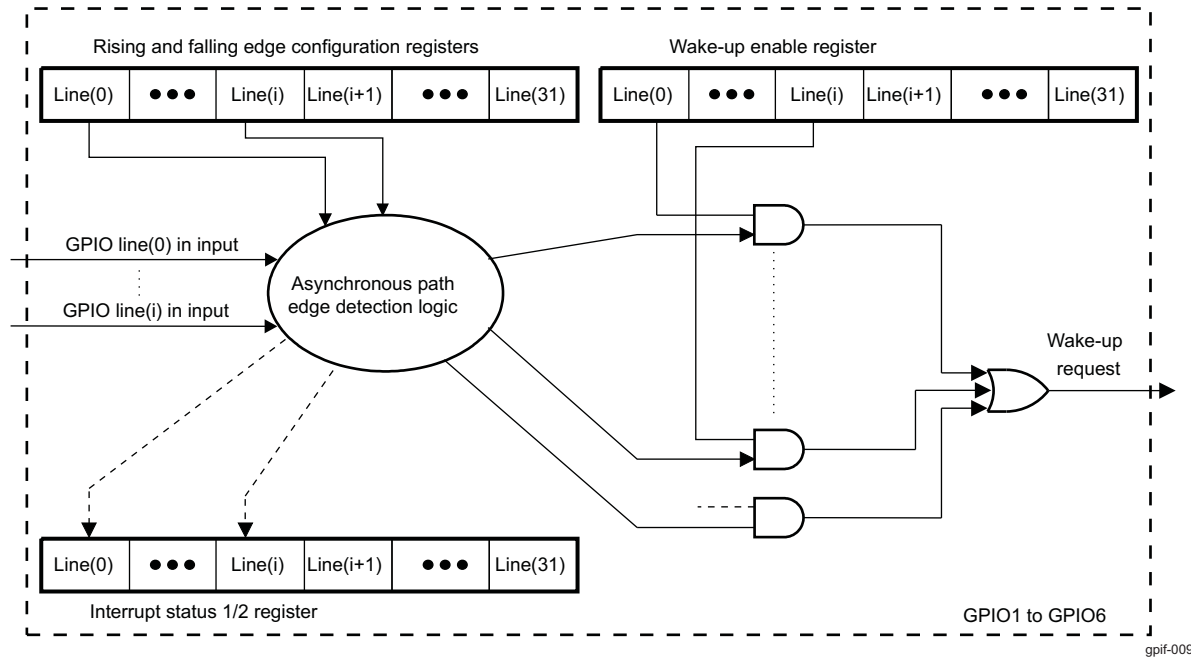 Rising and falling edge configuration registers
Wake-up enable register
Line(0) ●●● Line(i) Line(i+1) ●●● Line(31)
Line(0) ●●● Line(i) Line(i+1) ●●● Line(31)
GPIO line(0) in input
Asynchronous path
edge detection logic
GPIO line(i) in input
Wake-up
request
Line(0) ●●● Line(i) Line(i+1) ●●● Line(31)
Interrupt status 1/2 register
GPIO1 to GPIO6
gpif-009